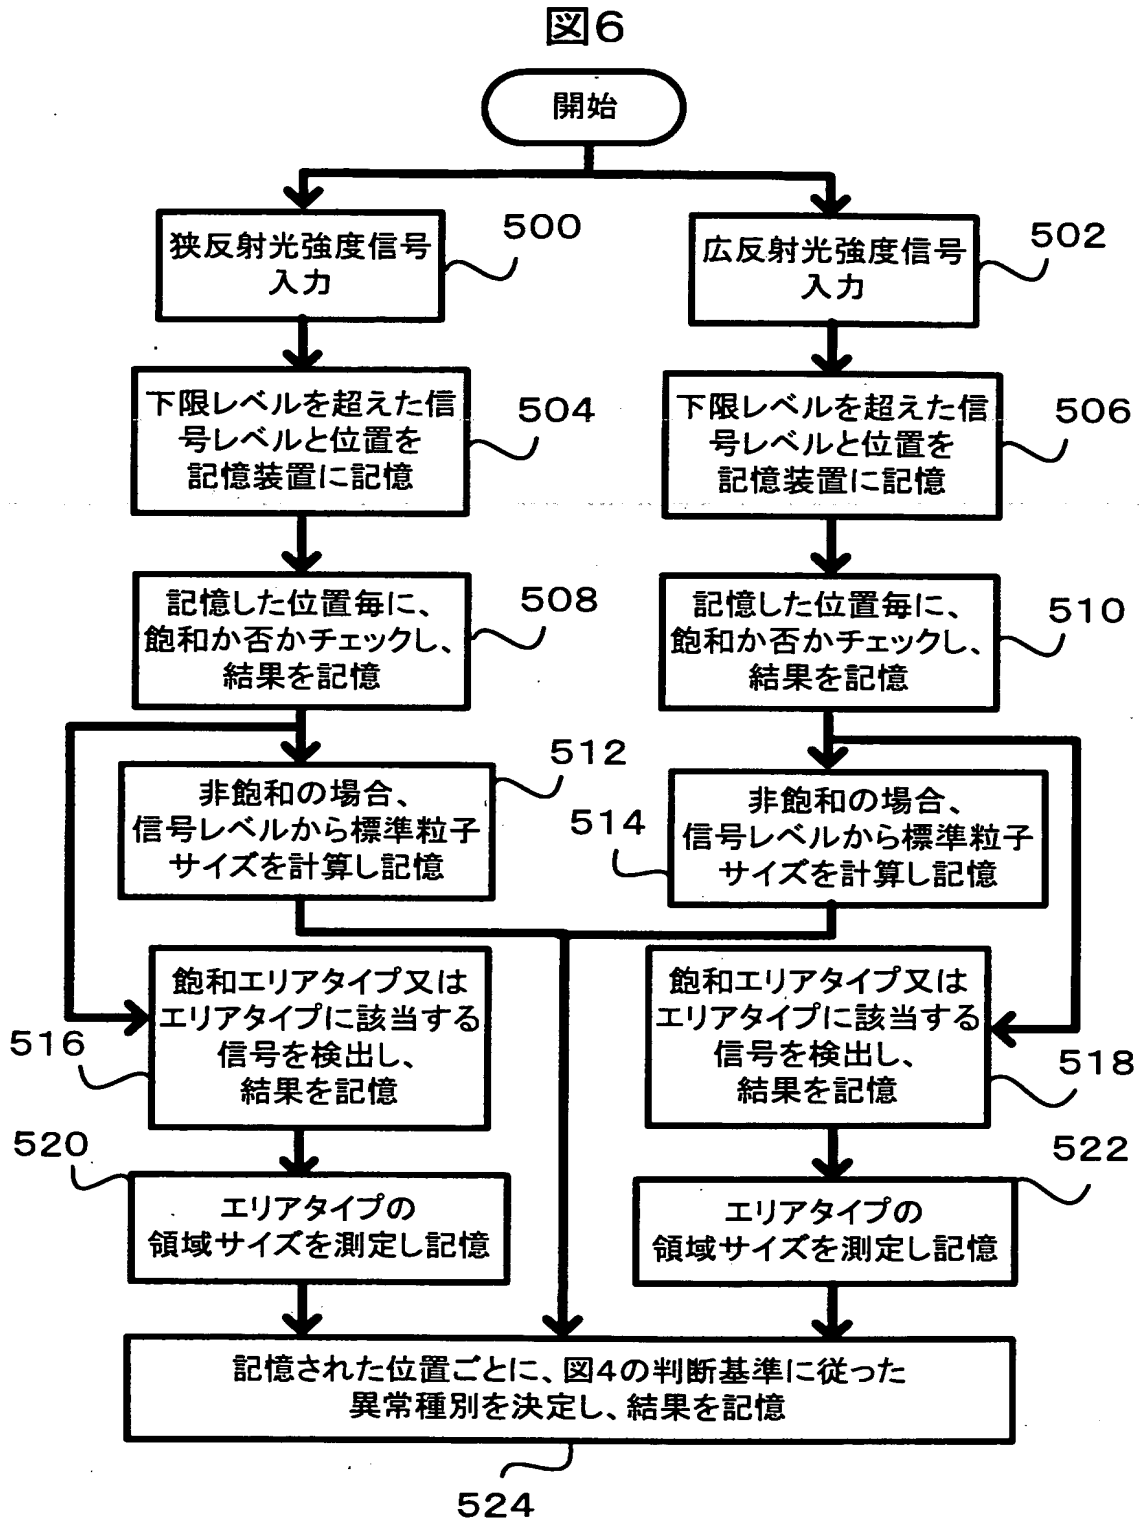 図6
開始
狭反射光強度信号
入力
500
広反射光強度信号
入力
502
下限レベルを超えた信
号レベルと位置を
記憶装置に記憶
504
下限レベルを超えた信
号レベルと位置を
記憶装置に記憶
506
記憶した位置毎に、
飽和か否かチェックし、
結果を記憶
508
記憶した位置毎に、
飽和か否かチェックし、
結果を記憶
510
非飽和の場合、
信号レベルから標準粒子
サイズを計算し記憶
512
非飽和の場合、
信号レベルから標準粒子
サイズを計算し記憶
514
飽和エリアタイプ又は
エリアタイプに該当する
信号を検出し、
結果を記憶
516
飽和エリアタイプ又は
エリアタイプに該当する
信号を検出し、
結果を記憶
518
エリアタイプの
領域サイズを測定し記憶
520
エリアタイプの
領域サイズを測定し記憶
522
記憶された位置ごとに、図4の判断基準に従った
異常種別を決定し、結果を記憶
524